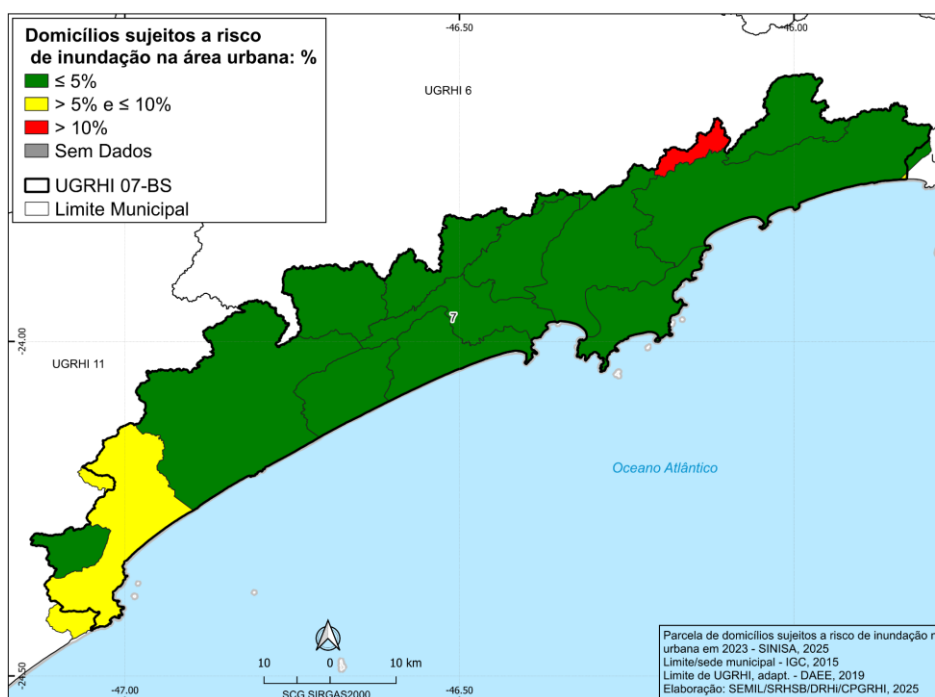 Domicílios sujeitos a risco
de inundação na área urbana: %
≤ 5%
> 5% e ≤ 10%
> 10%
Sem Dados
UGRHI 07-BS
Limite Municipal
-46.50
-46.00
UGRHI 6
7
-24.00
UGRHI 11
Oceano Atlântico
-24.50
-47.00
-46.50
10 0 10 km
SCG SIRGAS2000
Parcela de domicílios sujeitos a risco de inundação n
urbana em 2023 - SINISA, 2025
Limite/sede municipal - IGC, 2015
Limite de UGRHI, adapt. - DAEE, 2019
Elaboração: SEMIL/SRHSB/DRHi/CPGRHI, 2025